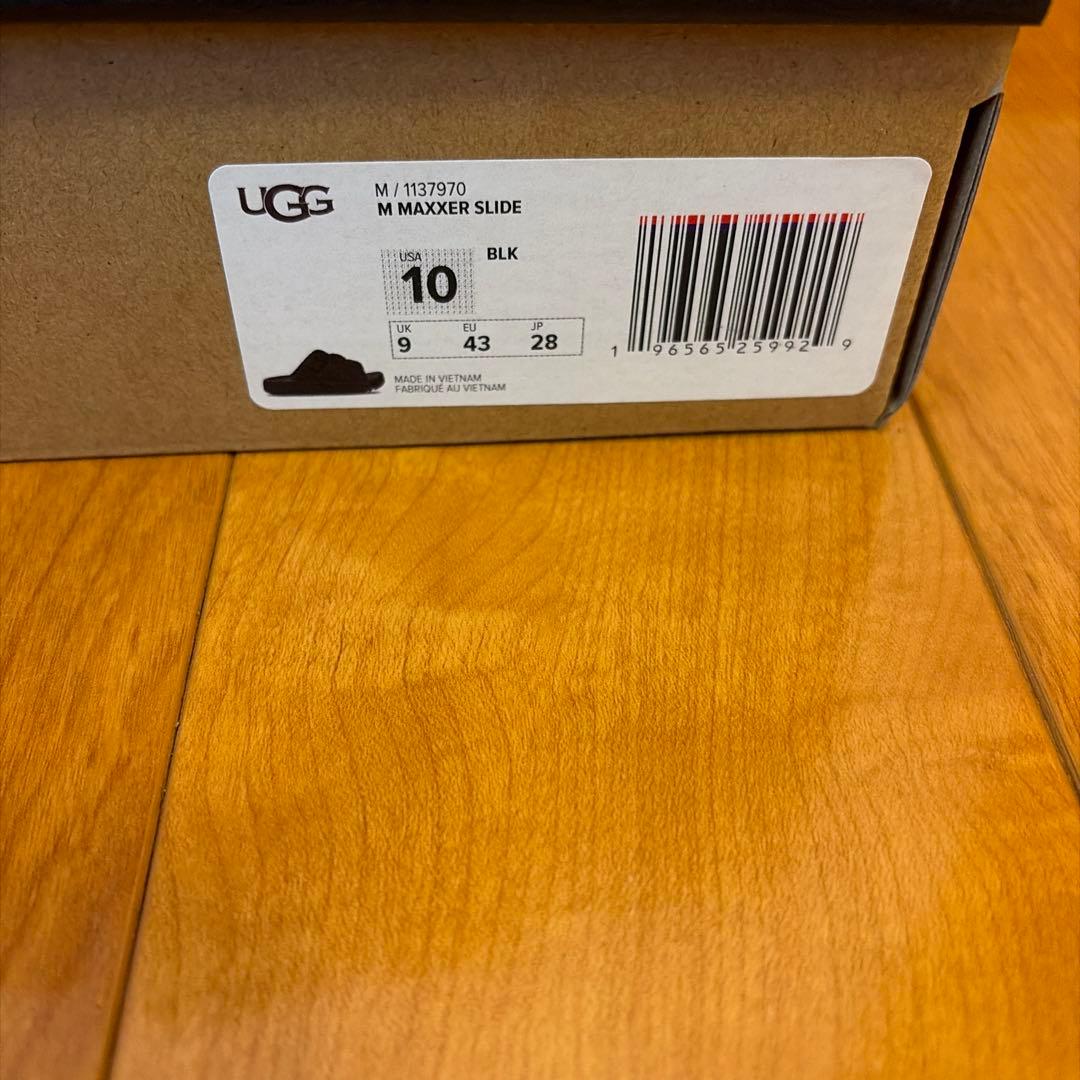 UGG
M / 1137970
M MAXXER SLIDE
USA
10
BLK
UK EU JP
9 43 28
MADE IN VIETNAM
FABRIQUÉ AU VIETNAM
1 96565 25992 9